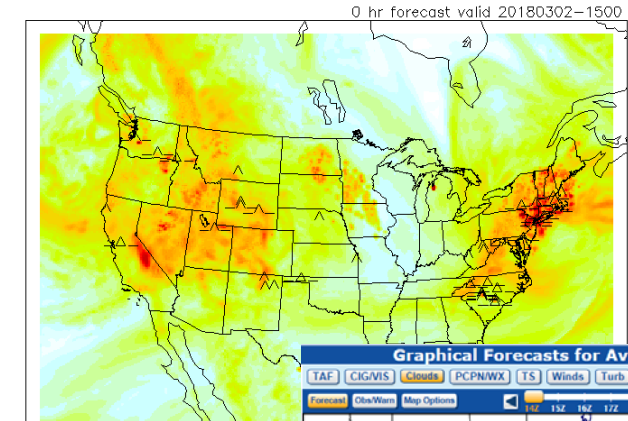 0 hr forecast valid 20180302-1500
Graphical Forecasts for Av
TAF CIG/VIS Clouds PCPN/WX TS Winds Turb
Forecast Obs/Warn Map Options
14Z 15Z 16Z 17Z